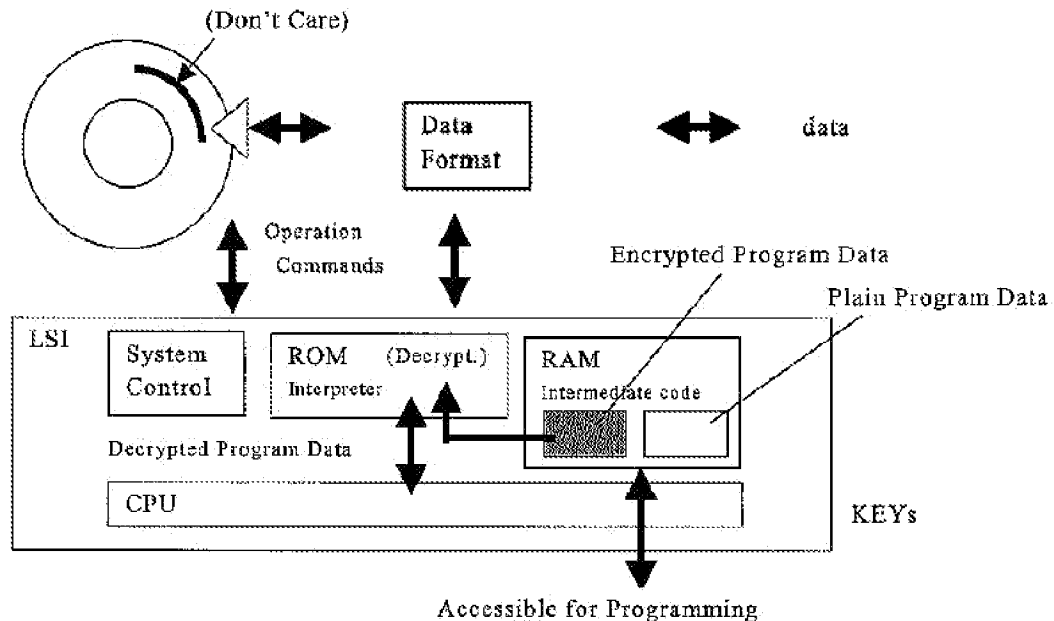 (Don't Care)
Data
Format
data
Operation
Commands
Encrypted Program Data
Plain Program Data
LSI
System
Control
ROM (Decrypt.)
Interpreter
RAM
Intermediate code
Decrypted Program Data
CPU
KEYs
Accessible for Programming